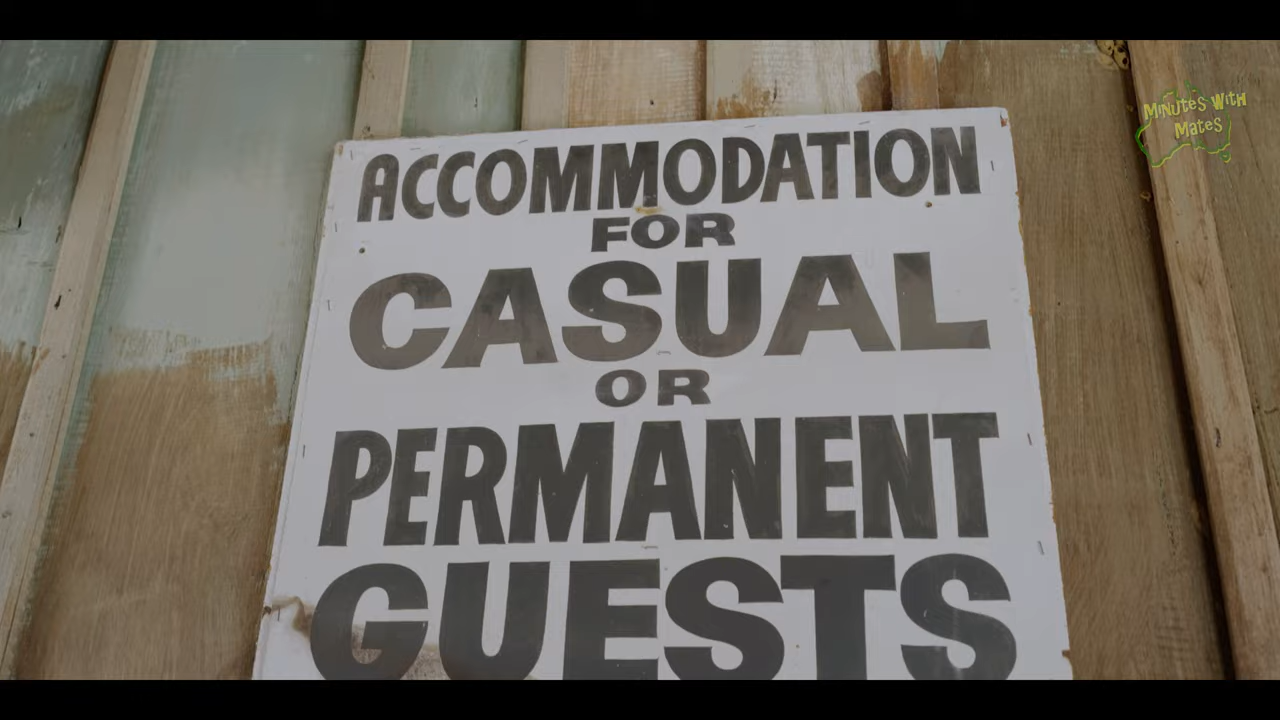 ACCOMMODATION
FOR
CASUAL
OR
PERMANENT
GUESTS
MINUTES WITH
MATES